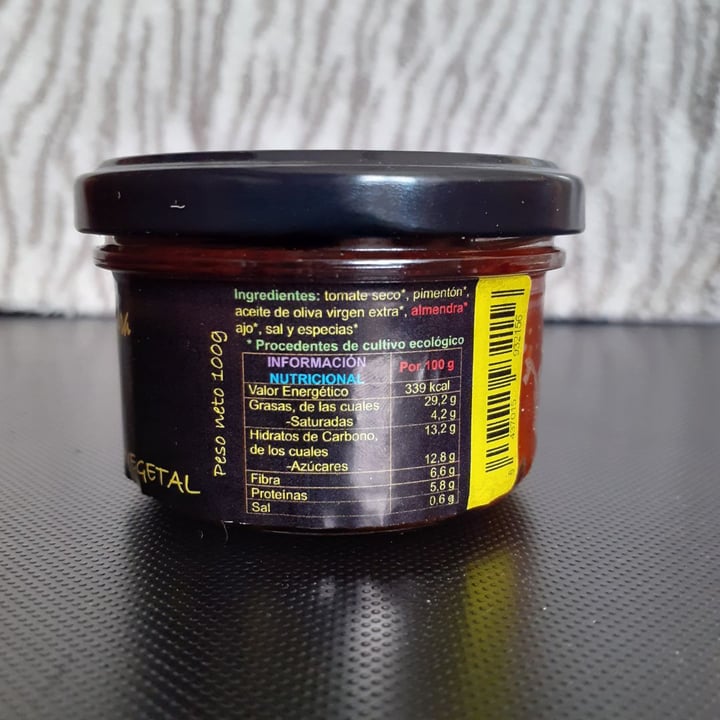 Ingredientes: tomate seco*, pimentón*,
aceite de oliva virgen extra*, almendra*
ajo*, sal y especias*
* Procedentes de cultivo ecológico
INFORMACIÓN
NUTRICIONAL
Por 100 g
Valor Energético 339 kcal
Grasas, de las cuales 29,2 g
-Saturadas 4,2 g
Hidratos de Carbono, 13,2 g
de los cuales
-Azúcares 12,8 g
Fibra 6,6 g
Proteinas 5,8 g
Sal 0,6 g
Peso neto 100g
EGETAL
932156